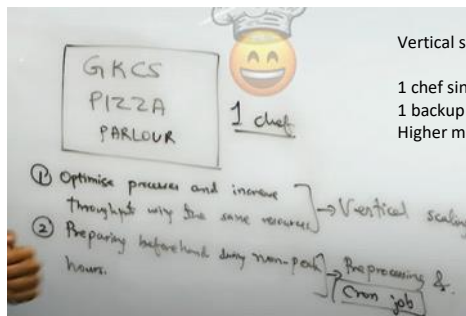 GKCS
PIZZA
PARLOUR
1 chef
Vertical s
1 chef sin
1 backup
Higher m
① Optimise processes and increase
throughput using the same resources
→ Vertical scaling
② Preparing beforehand during non-peak
hours.
→ Preprocessing &
Cron job